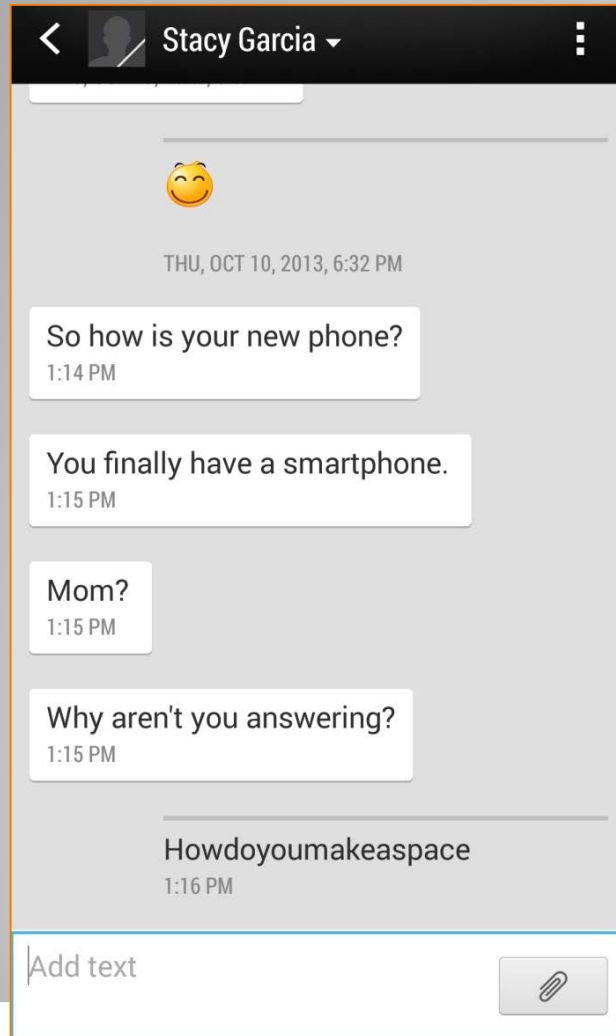 Stacy Garcia
THU, OCT 10, 2013, 6:32 PM
So how is your new phone?
1:14 PM
You finally have a smartphone.
1:15 PM
Mom?
1:15 PM
Why aren't you answering?
1:15 PM
Howdoyoumakeaspace
1:16 PM
Add text